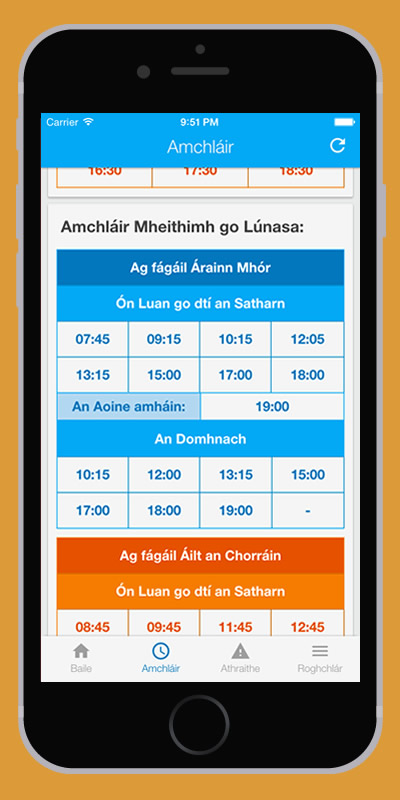 Carrier 9:51 PM
Amchláir
16:30 17:30 18:30
Amchláir Mheithimh go Lúnasa:
Ag fágáil Árainn Mhór
Ón Luan go dtí an Satharn
07:45 09:15 10:15 12:05
13:15 15:00 17:00 18:00
An Aoine amháin: 19:00
An Domhnach
10:15 12:00 13:15 15:00
17:00 18:00 19:00 -
Ag fágáil Áilt an Chorráin
Ón Luan go dtí an Satharn
08:45 09:45 11:45 12:45
Baile Amchláir Athraithe Roghchlár